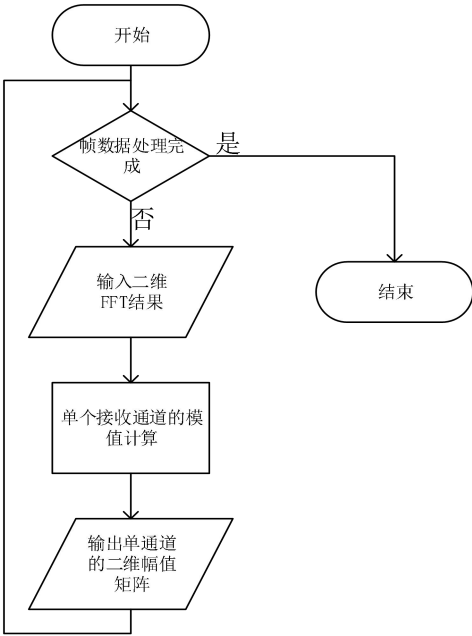 开始
帧数据处理完
成
是
否
输入二维
FFT结果
结束
单个接收通道的模
值计算
输出单通道
的二维幅值
矩阵